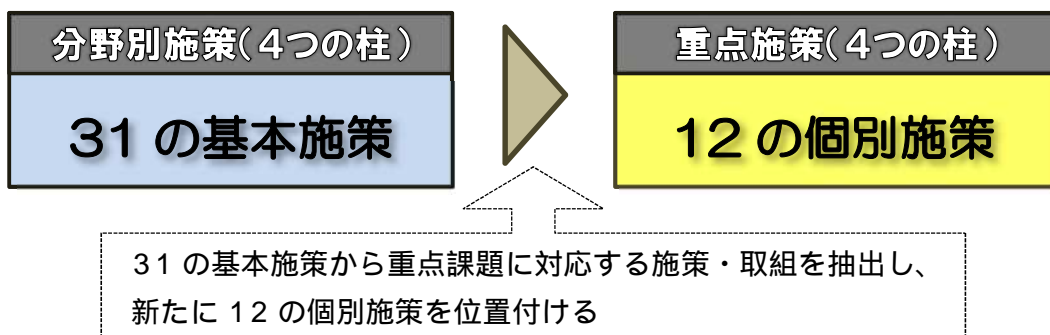 分野別施策(4つの柱)
31 の基本施策
重点施策(4つの柱)
12 の個別施策
31 の基本施策から重点課題に対応する施策・取組を抽出し、
新たに 12 の個別施策を位置付ける